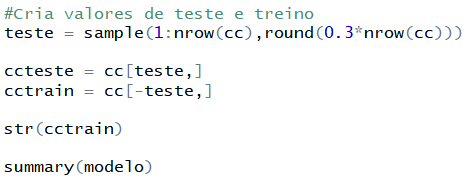 #Cria valores de teste e treino
teste = sample(1:nrow(cc),round(0.3*nrow(cc)))
ccteste = cc[teste,]
cctrain = cc[-teste,]
str(cctrain)
summary(modelo)